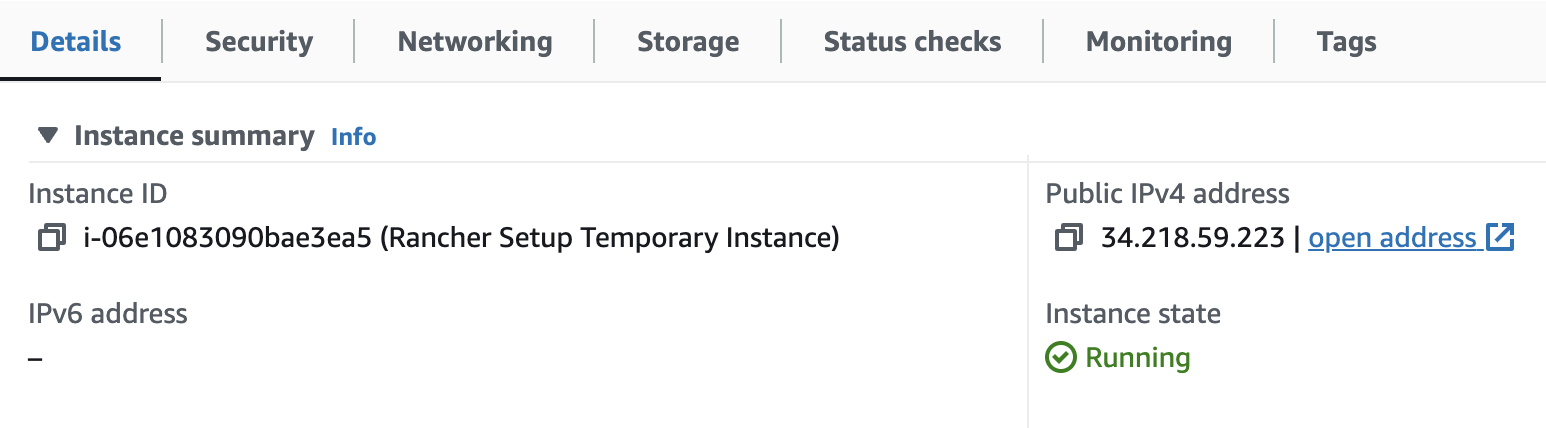 Details
Security
Networking
Storage
Status checks
Monitoring
Tags
Instance summary Info
Instance ID
i-06e1083090bae3ea5 (Rancher Setup Temporary Instance)
Public IPv4 address
34.218.59.223 | open address
IPv6 address
–
Instance state
Running